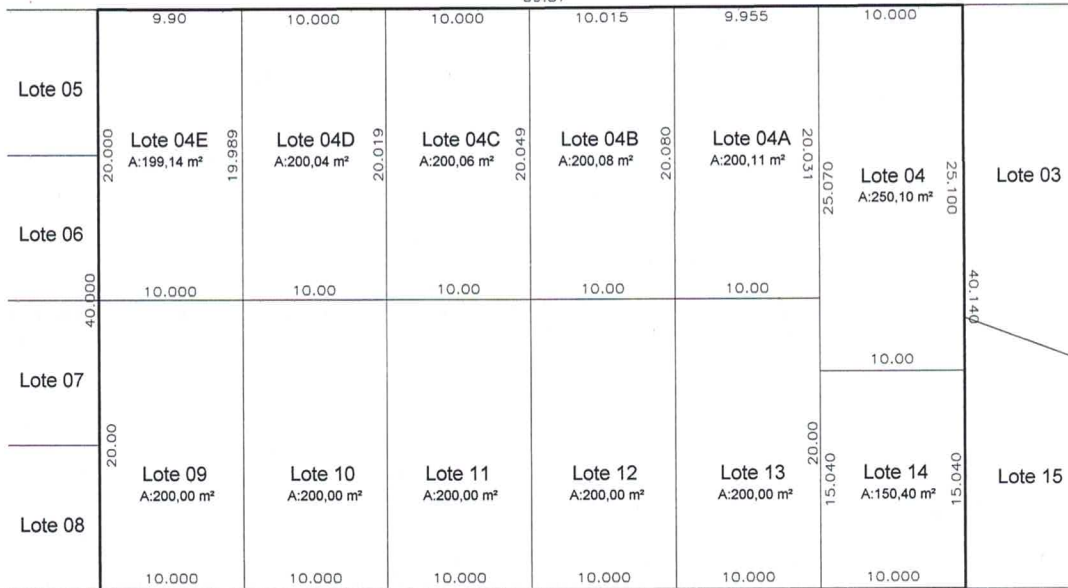 9.90 10.000 10.000 10.015 9.955 10.000
Lote 05
20.000
Lote 04E
A:199,14 m²
19.989
Lote 04D
A:200,04 m²
20.019
Lote 04C
A:200,06 m²
20.049
Lote 04B
A:200,08 m²
20.080
Lote 04A
A:200,11 m²
20.031
25.070
Lote 04
A:250,10 m²
25.100
Lote 03
Lote 06
40.000
10.000 10.00 10.00 10.00 10.00
40.140
10.00
Lote 07
20.00
Lote 09
A:200,00 m²
Lote 10
A:200,00 m²
Lote 11
A:200,00 m²
Lote 12
A:200,00 m²
Lote 13
A:200,00 m²
20.00
15.040
Lote 14
A:150,40 m²
15.040
Lote 15
Lote 08
10.000 10.000 10.000 10.000 10.000 10.000